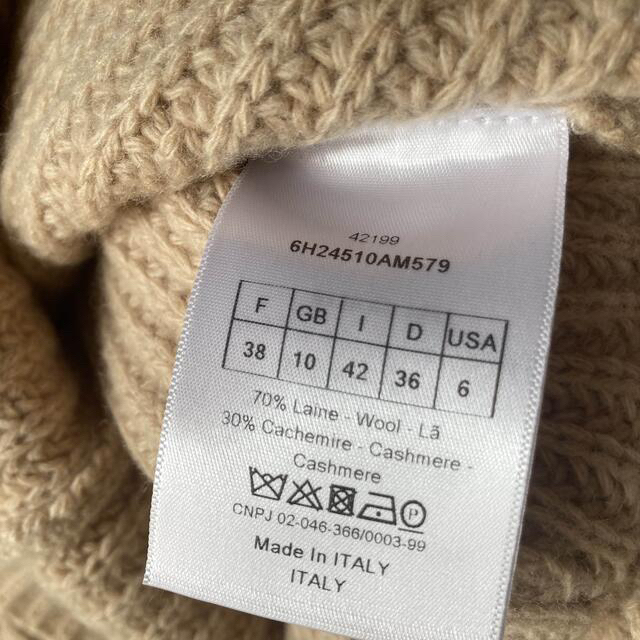 42199
6H24510AM579
F GB I D USA
38 10 42 36 6
70% Laine - Wool - Lã
30% Cachemire - Cashmere -
Cashmere
P
CNPJ 02-046-366/0003-99
Made In ITALY
ITALY